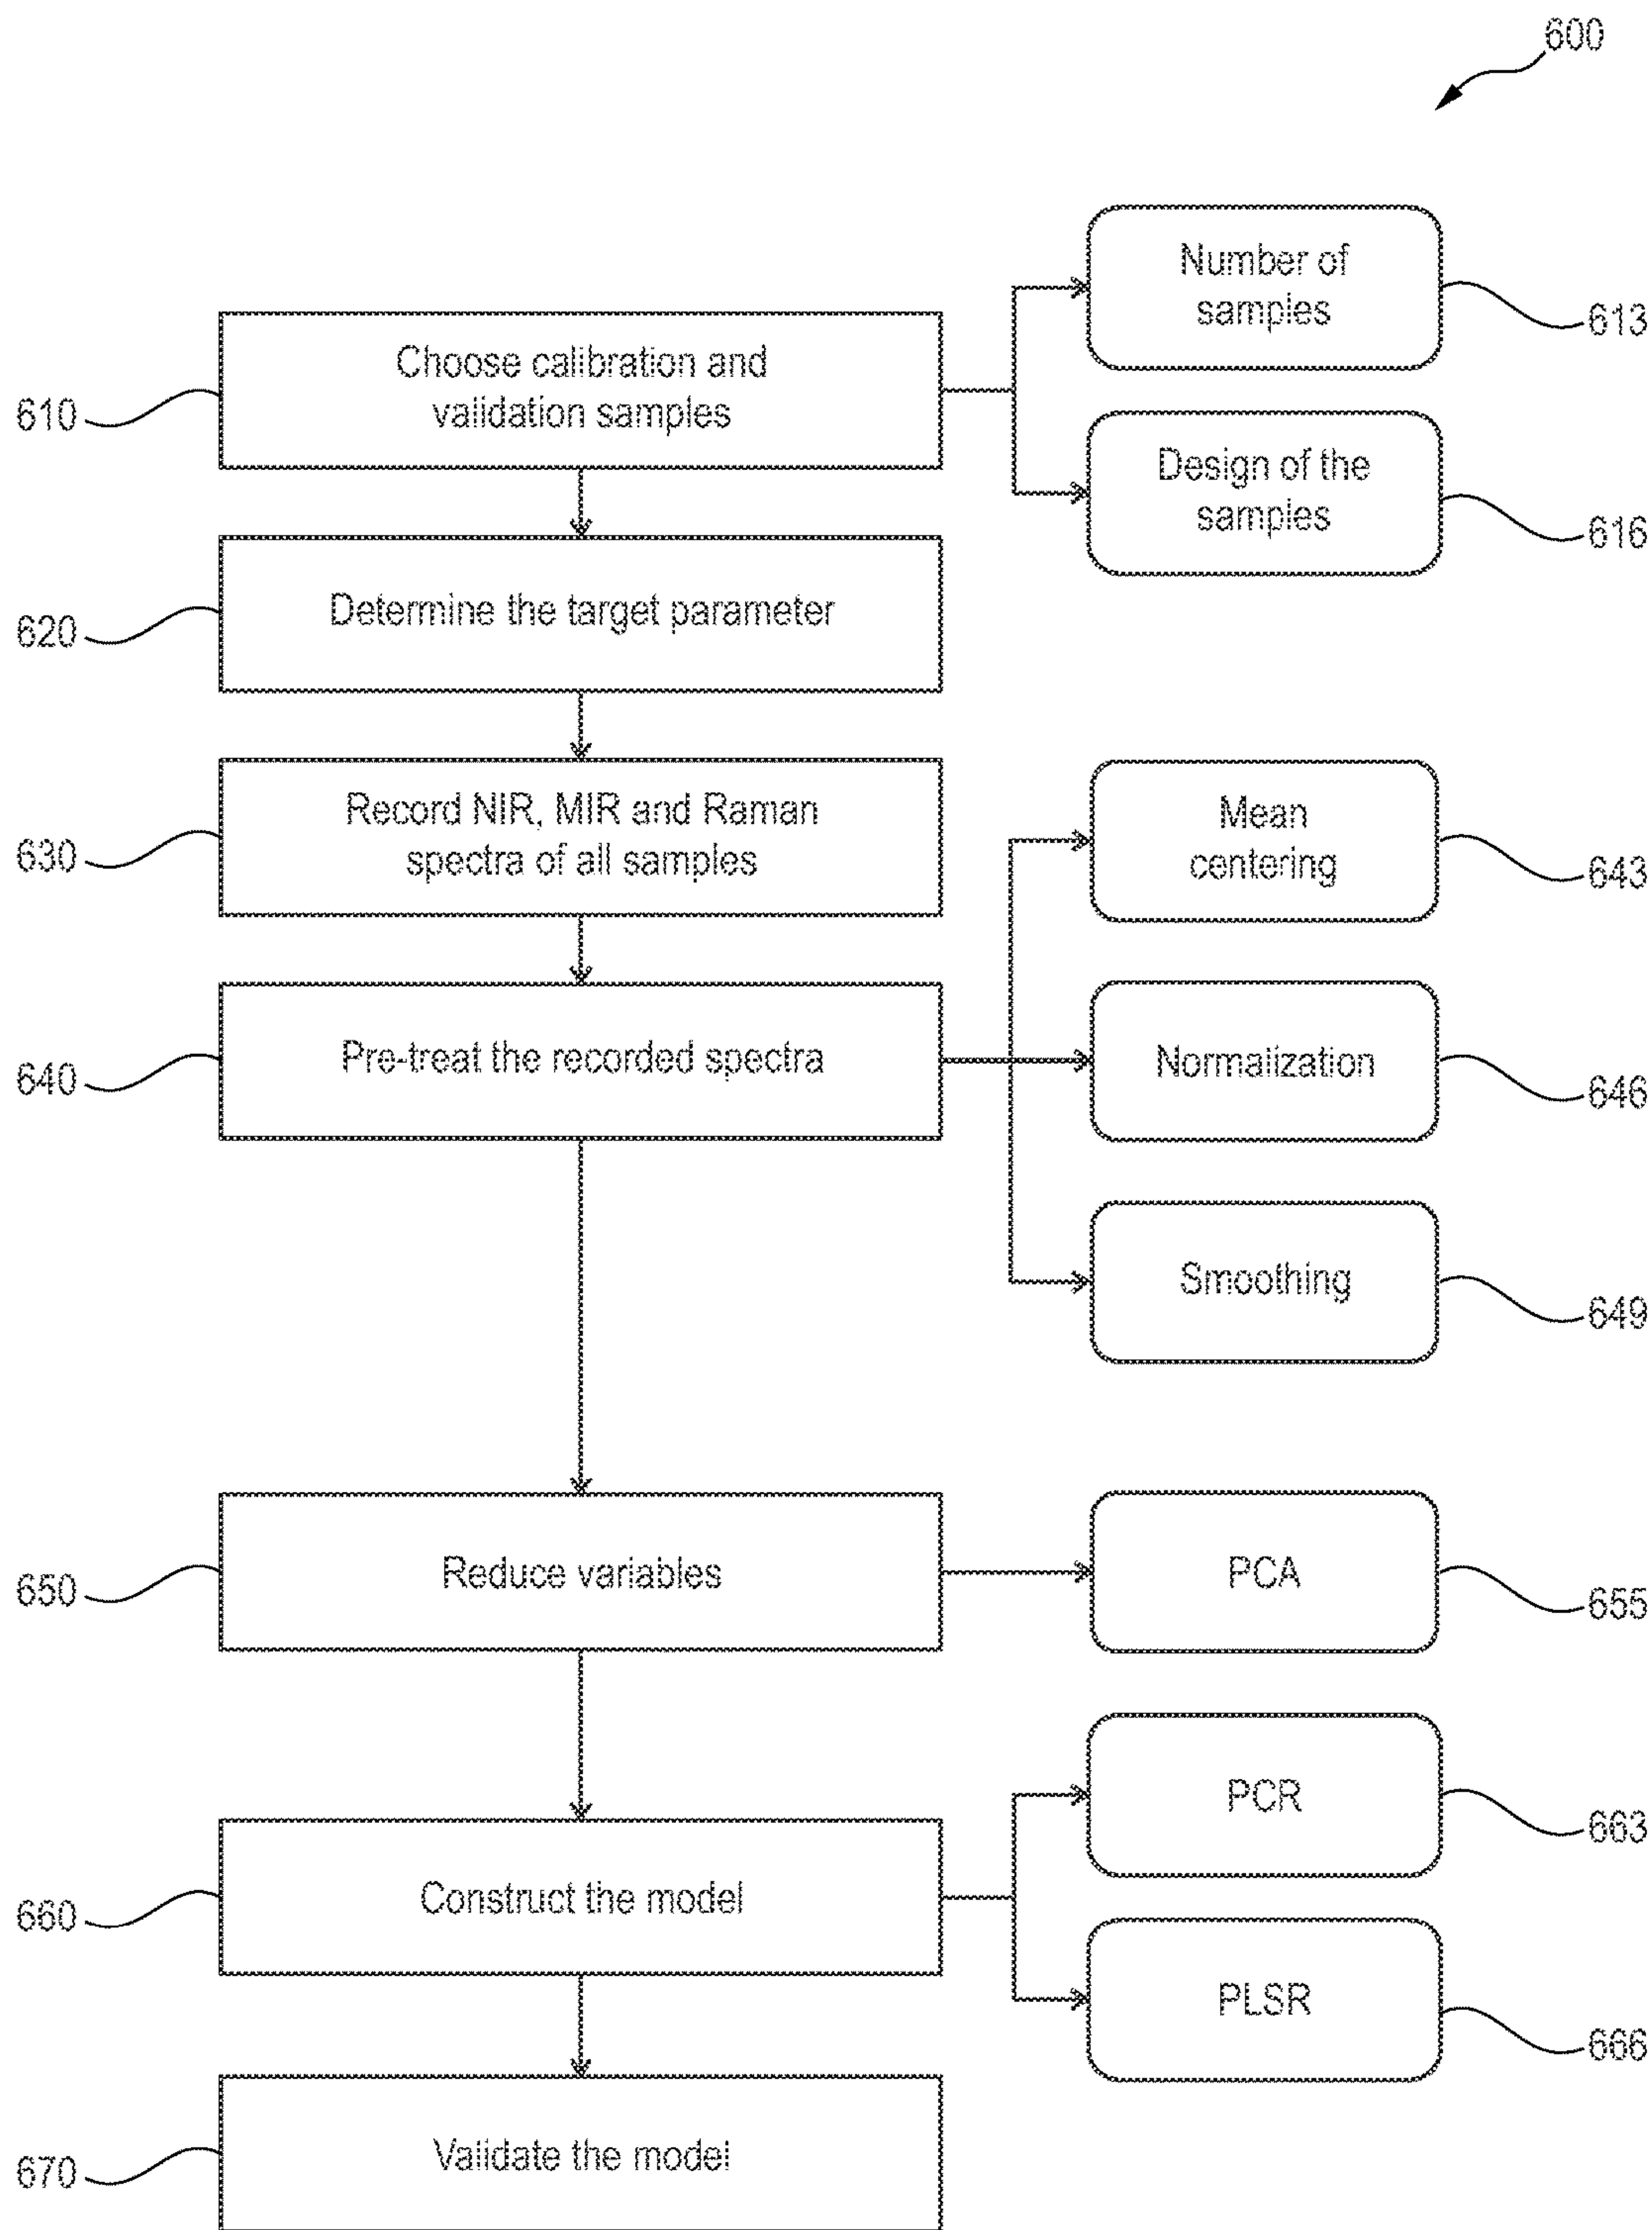 600
Number of
samples
613
Choose calibration and
validation samples
610
Design of the
samples
616
Determine the target parameter
620
Record NIR, MIR and Raman
spectra of all samples
630
Mean
centering
643
Pre-treat the recorded spectra
640
Normalization
646
Smoothing
649
Reduce variables
650
PCA
655
PCR
663
Construct the model
660
PLSR
666
Validate the model
670